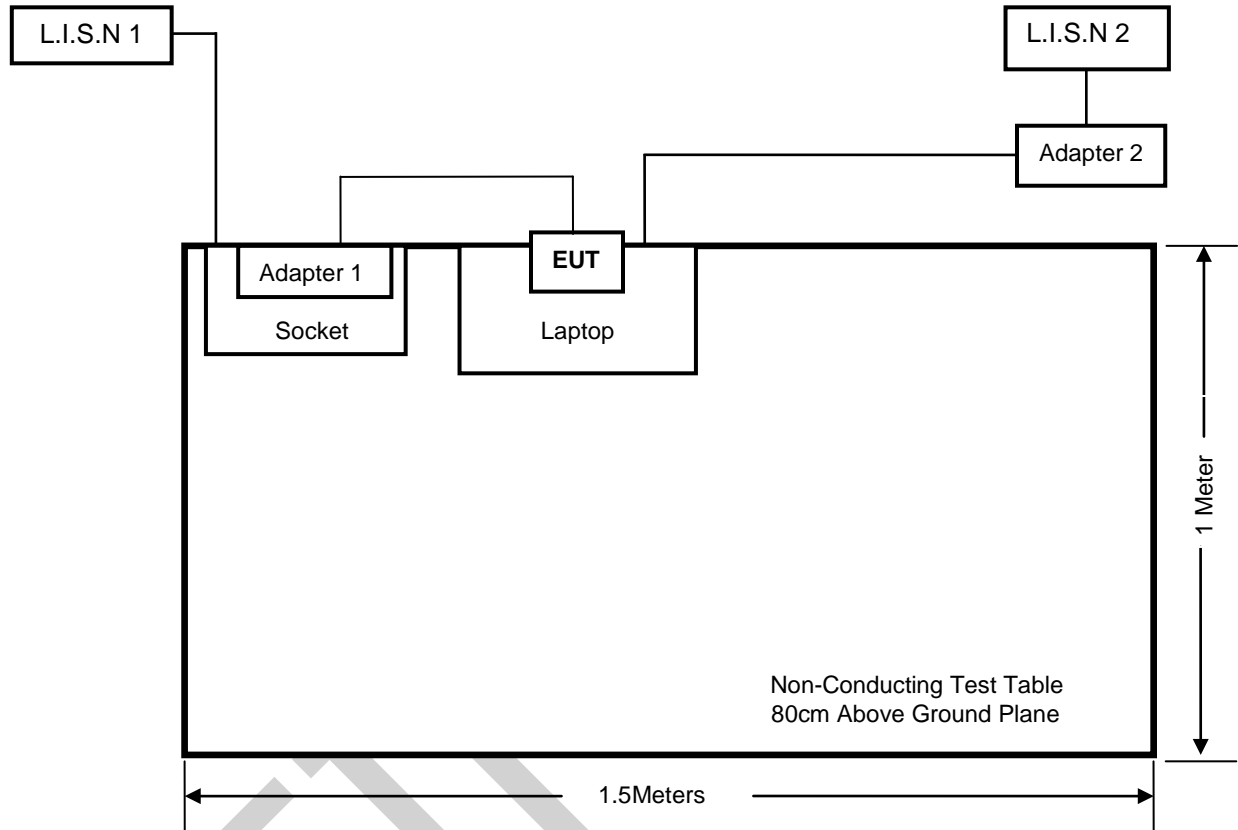 L.I.S.N 1
L.I.S.N 2
Adapter 2
Adapter 1
EUT
Socket
Laptop
1 Meter
Non-Conducting Test Table
80cm Above Ground Plane
1.5Meters